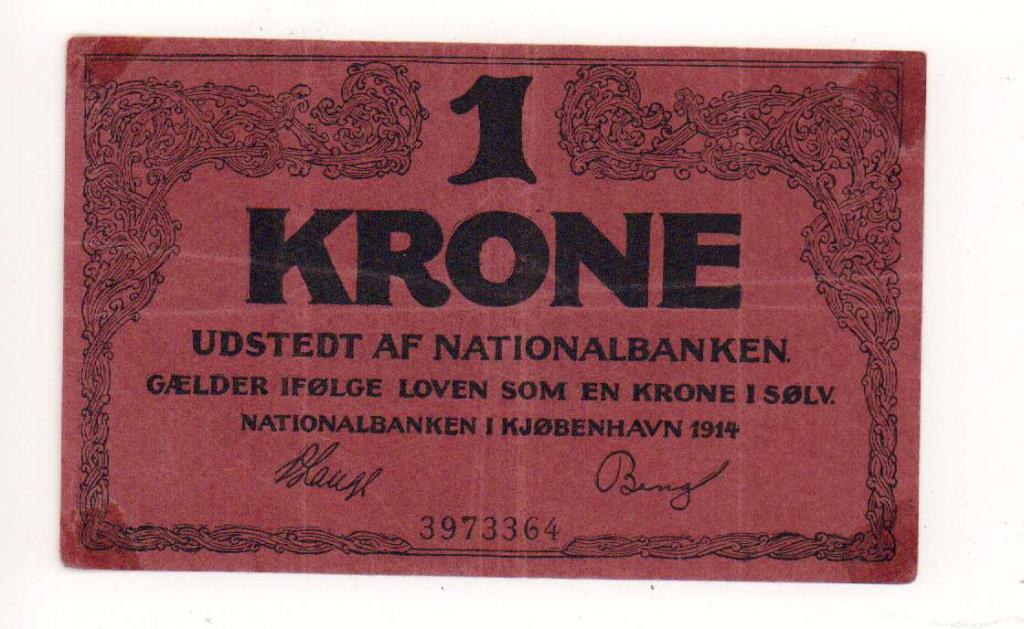 1
KRONE
UDSTEDT AF NATIONALBANKEN.
GÆLDER IFØLGE LOVEN SOM EN KRONE I SØLV.
NATIONALBANKEN I KJØBENHAVN 1914
3973364